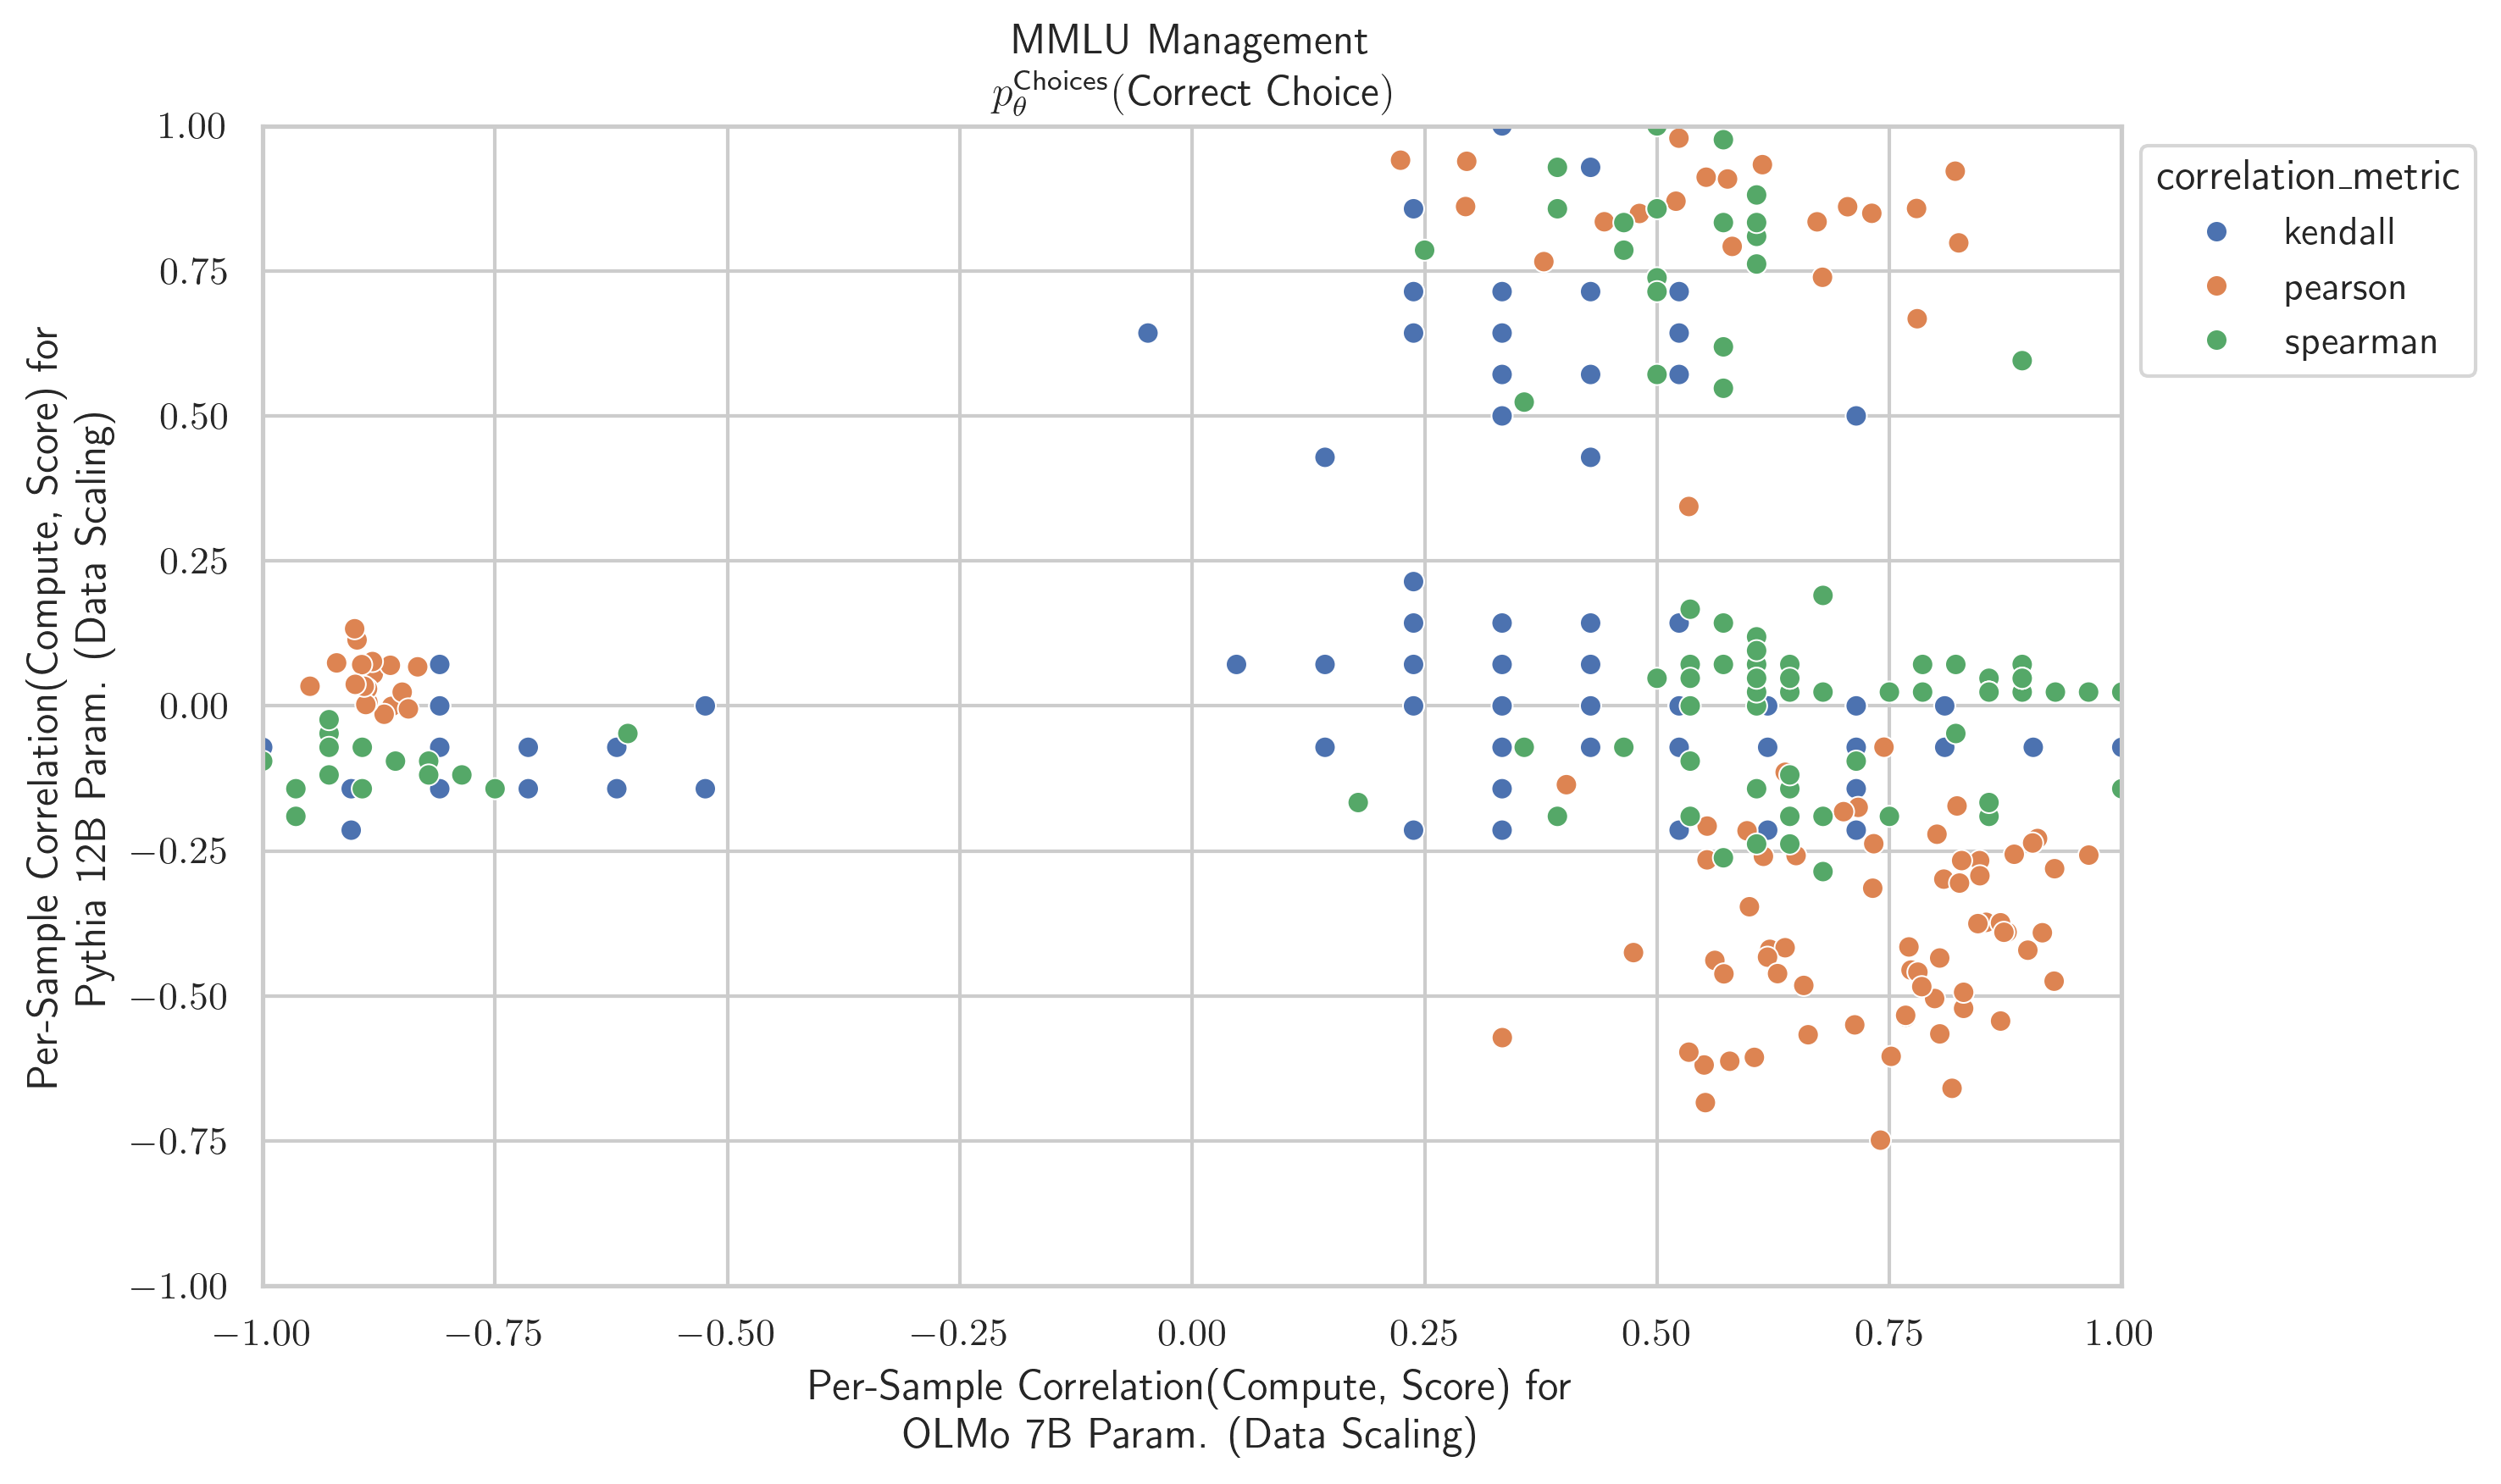 MMLU Management
p_θ^Choices(Correct Choice)
Per-Sample Correlation(Compute, Score) for
Pythia 12B Param. (Data Scaling)
1.00
0.75
0.50
0.25
0.00
−0.25
−0.50
−0.75
−1.00
−1.00 −0.75 −0.50 −0.25 0.00 0.25 0.50 0.75 1.00
Per-Sample Correlation(Compute, Score) for
OLMo 7B Param. (Data Scaling)
correlation_metric
kendall
pearson
spearman